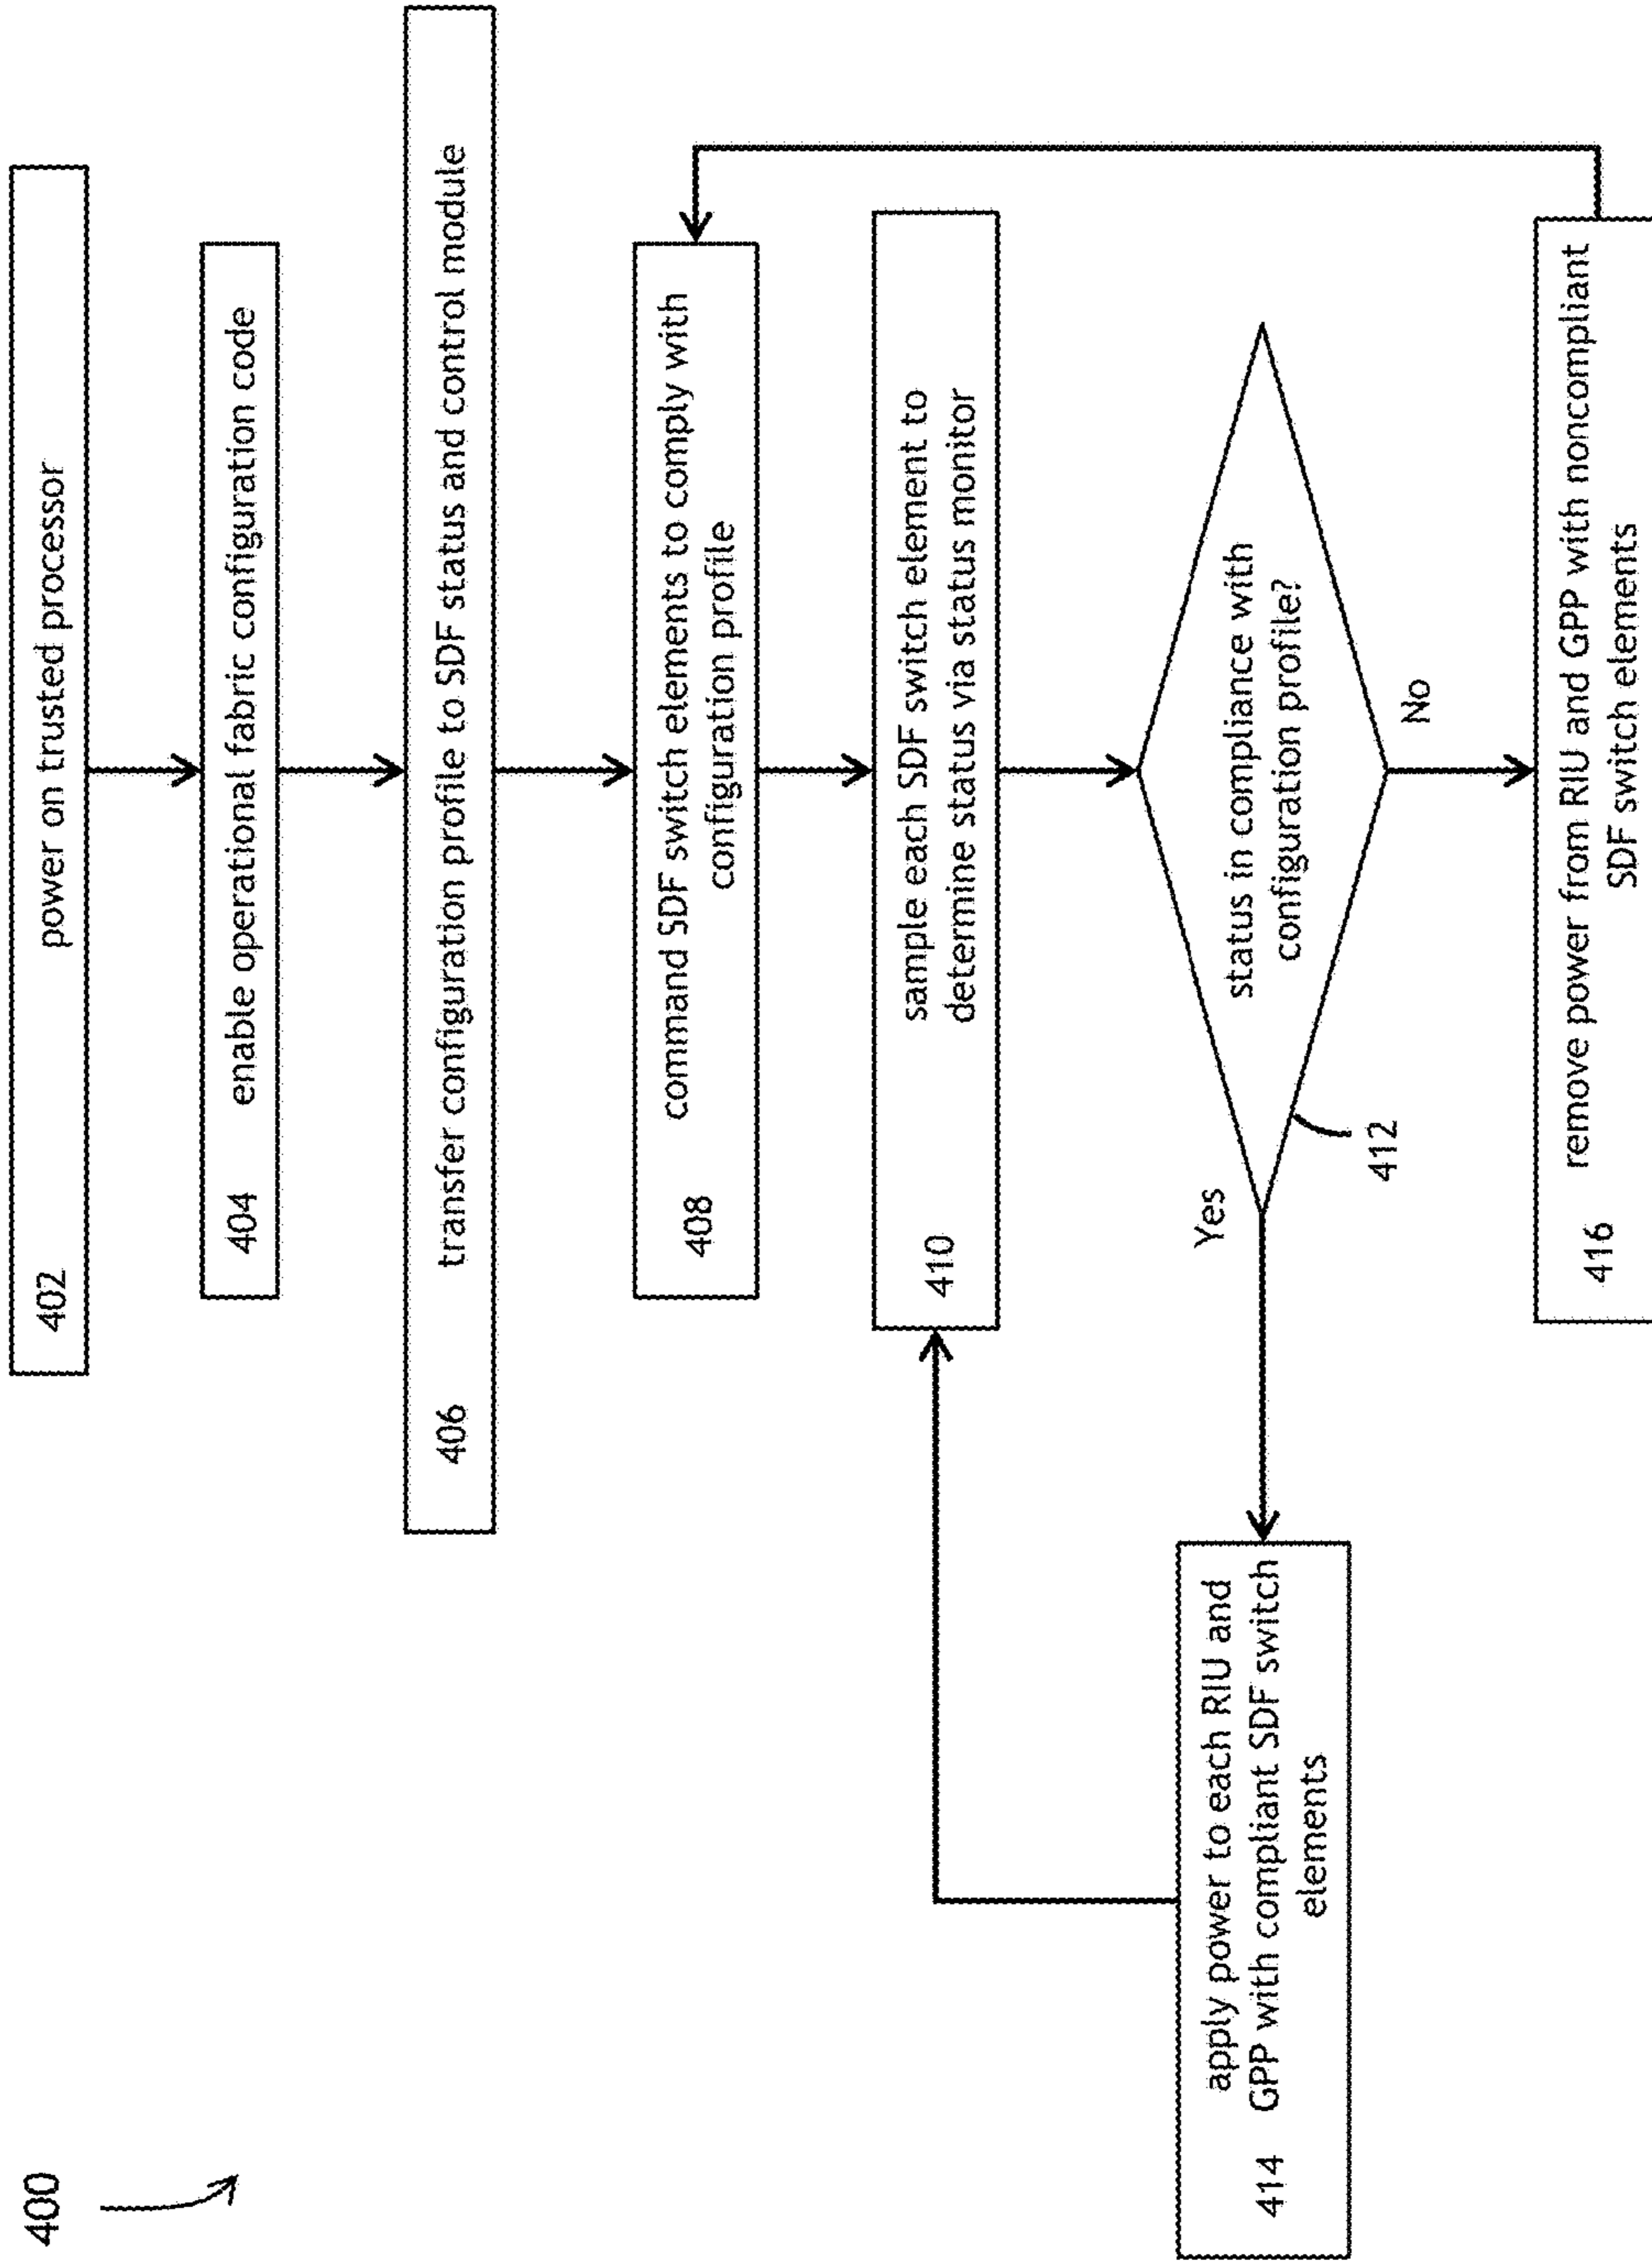 400
402 power on trusted processor
404 enable operational fabric configuration code
406 transfer configuration profile to SDF status and control module
408 command SDF switch elements to comply with
configuration profile
410 sample each SDF switch element to
determine status via status monitor
status in compliance with
configuration profile?
Yes
412
No
apply power to each RIU and
414 GPP with compliant SDF switch
elements
416 remove power from RIU and GPP with noncompliant
SDF switch elements